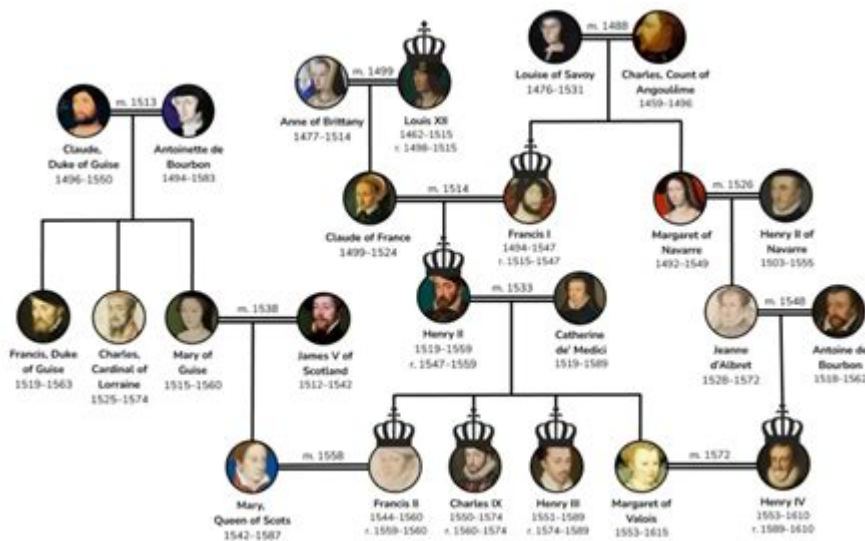 m. 1488
Louise of Savoy
1476-1531
Charles, Count of
Angoulême
1459-1496
m. 1499
Anne of Brittany
1477-1514
Louis XII
1462-1515
r. 1498-1515
m. 1513
Claude,
Duke of Guise
1496-1550
Antoinette de
Bourbon
1494-1583
m. 1514
Claude of France
1499-1524
Francis I
1494-1547
r. 1515-1547
m. 1526
Margaret of
Navarre
1492-1549
Henry II of
Navarre
1503-1555
Francis, Duke
of Guise
1519-1563
Charles,
Cardinal of
Lorraine
1525-1574
m. 1538
Mary of
Guise
1515-1560
James V of
Scotland
1512-1542
m. 1533
Henry II
1519-1559
r. 1547-1559
Catherine
de' Medici
1519-1589
m. 1548
Jeanne
d'Albret
1528-1572
Antoine de
Bourbon
1518-1562
m. 1558
Mary,
Queen of Scots
1542-1587
Francis II
1544-1560
r. 1559-1560
Charles IX
1550-1574
r. 1560-1574
Henry III
1551-1589
r. 1574-1589
m. 1572
Margaret of
Valois
1553-1615
Henry IV
1553-1610
r. 1589-1610